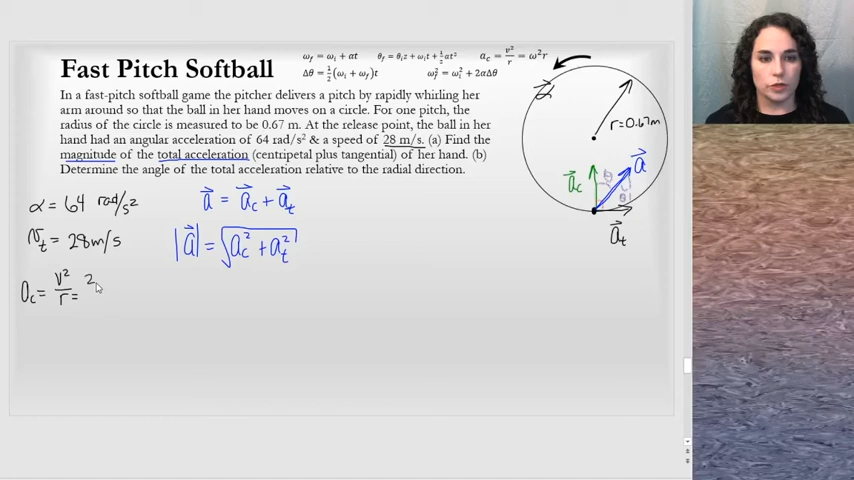 Fast Pitch Softball
ω_f = ω_i + αt    θ_f = θ_i t + ω_i t + ½αt²    a_c = v²/r = ω²r
Δθ = ½(ω_i + ω_f)t    ω_f² = ω_i² + 2αΔθ
In a fast-pitch softball game the pitcher delivers a pitch by rapidly whirling her
arm around so that the ball in her hand moves on a circle. For one pitch, the
radius of the circle is measured to be 0.67 m. At the release point, the ball in her
hand had an angular acceleration of 64 rad/s² & a speed of 28 m/s. (a) Find the
magnitude of the total acceleration (centripetal plus tangential) of her hand. (b)
Determine the angle of the total acceleration relative to the radial direction.
α = 64 rad/s²
v_t = 28m/s
a_c = v²/r = 2
a⃗ = a⃗_c + a⃗_t
|a⃗| = √(a_c² + a_t²)
α⃗
r=0.67m
a⃗_c
θ
a⃗
θ
a⃗_t